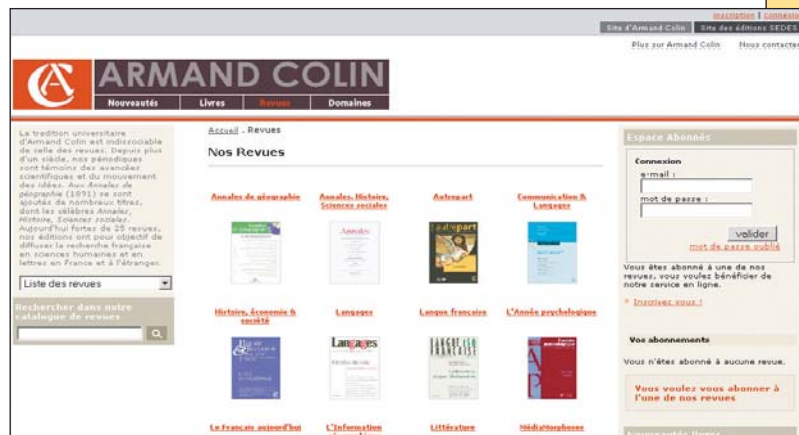 inscription | connexion
Site d'Armand Colin
Site des éditions SEDES
Plus sur Armand Colin
Nous contacter
ARMAND COLIN
Nouveautés
Livres
Revues
Domaines
La tradition universitaire
d'Armand Colin est indissociable
de celle des revues. Depuis plus
d'un siècle, nos périodiques
sont témoins des avancées
scientifiques et du mouvement
des idées. Aux Annales de
géographie (1891) se sont
ajoutés de nombreux titres,
dont les célèbres Annales,
Histoire, Sciences sociales.
Aujourd'hui fortes de 25 revues,
nos éditions ont pour objectif de
diffuser la recherche française
en sciences humaines et en
lettres en France et à l'étranger.
Liste des revues
Rechercher dans notre
catalogue de revues
Accueil . Revues
Nos Revues
Annales de géographie
Annales, Histoire,
Sciences sociales
Autrepart
Communication &
Langages
Annales
autrepart
Histoire, économie &
société
Langages
Langue française
L'Année psychologique
Langages
Le Français aujourd'hui
L'Information
géographique
Littérature
MédiaMorphoses
Espace Abonnés
Connexion
e-mail :
mot de passe :
valider
mot de passe oublié
Vous êtes abonné à une de nos
revues, vous voulez bénéficier de
notre service en ligne.
Inscrivez vous !
Vos abonnements
Vous n'êtes abonné à aucune revue.
Vous voulez vous abonner à
l'une de nos revues
Nouveautés livres